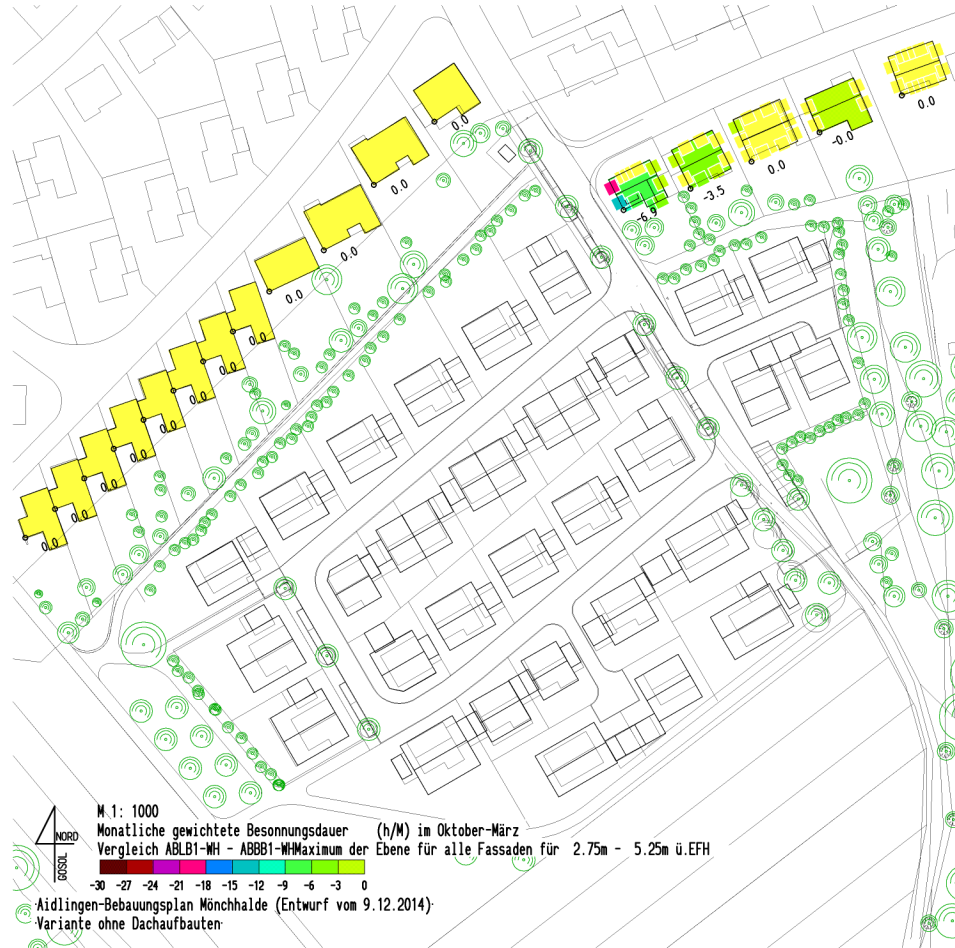 0.0
0.0
0.0
-0.0
0.0
0.0
-3.5
-6.9
0.0
0.0
0.0
0.0
0.0
0.0
0.0
0.0
0.0
M 1: 1000
Monatliche gewichtete Besonnungsdauer (h/M) im Oktober-März
NORD
Vergleich ABLB1-WH - ABBB1-WHMaximum der Ebene für alle Fassaden für 2.75m - 5.25m ü.EFH
GOSOL
-30 -27 -24 -21 -18 -15 -12 -9 -6 -3 0
Aidlingen-Bebauungsplan Mönchhalde (Entwurf vom 9.12.2014)
Variante ohne Dachaufbauten